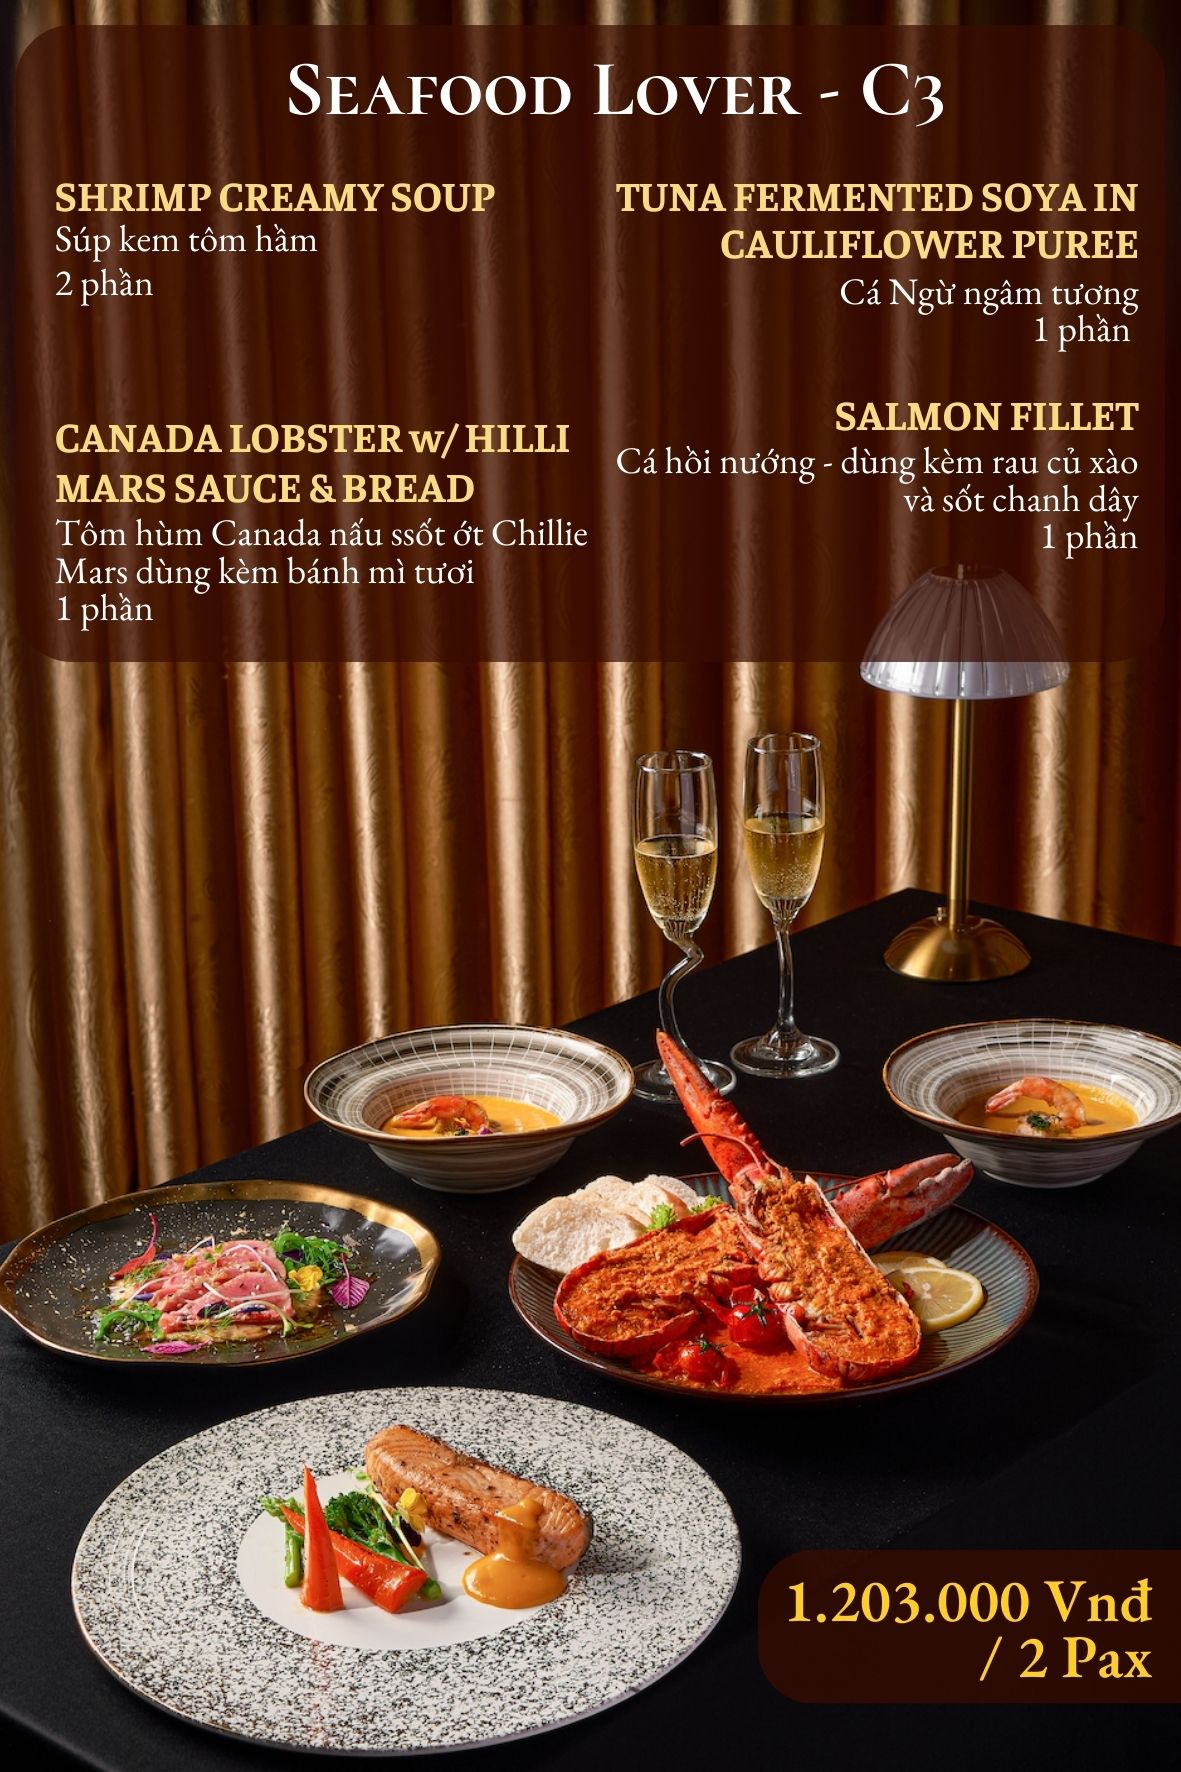 SEAFOOD LOVER - C3
SHRIMP CREAMY SOUP
Súp kem tôm hầm
2 phần
CANADA LOBSTER w/ HILLI
MARS SAUCE & BREAD
Tôm hùm Canada nấu ssốt ớt Chillie
Mars dùng kèm bánh mì tươi
1 phần
TUNA FERMENTED SOYA IN
CAULIFLOWER PUREE
Cá Ngừ ngâm tương
1 phần
SALMON FILLET
Cá hồi nướng - dùng kèm rau củ xào
và sốt chanh dây
1 phần
1.203.000 Vnđ
/ 2 Pax